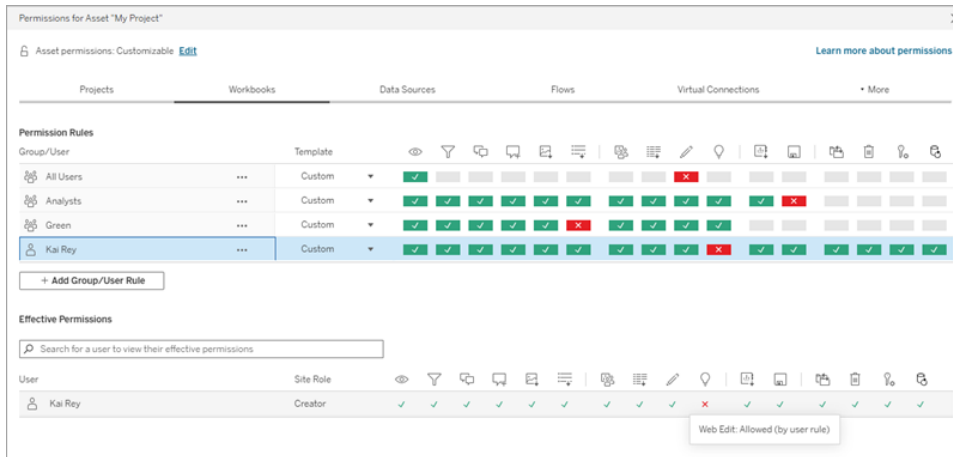 Permissions for Asset "My Project"
Asset permissions: Customizable Edit
Learn more about permissions
Projects Workbooks Data Sources Flows Virtual Connections • More
Permission Rules
Group/User Template
All Users ••• Custom
Analysts ••• Custom
Green ••• Custom
Kai Rey ••• Custom
+ Add Group/User Rule
Effective Permissions
Search for a user to view their effective permissions
User Site Role
Kai Rey Creator
Web Edit: Allowed (by user rule)